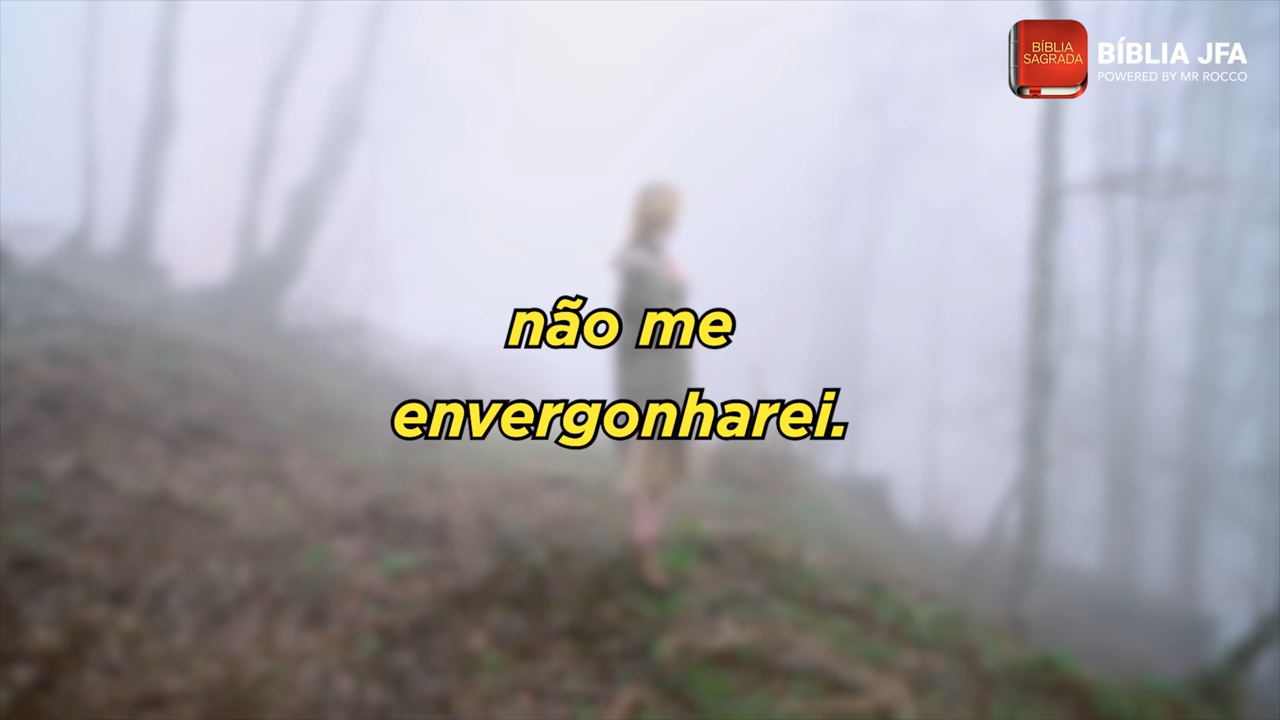 BÍBLIA
SAGRADA
BÍBLIA JFA
POWERED BY MR ROCCO
não me
envergonharei.